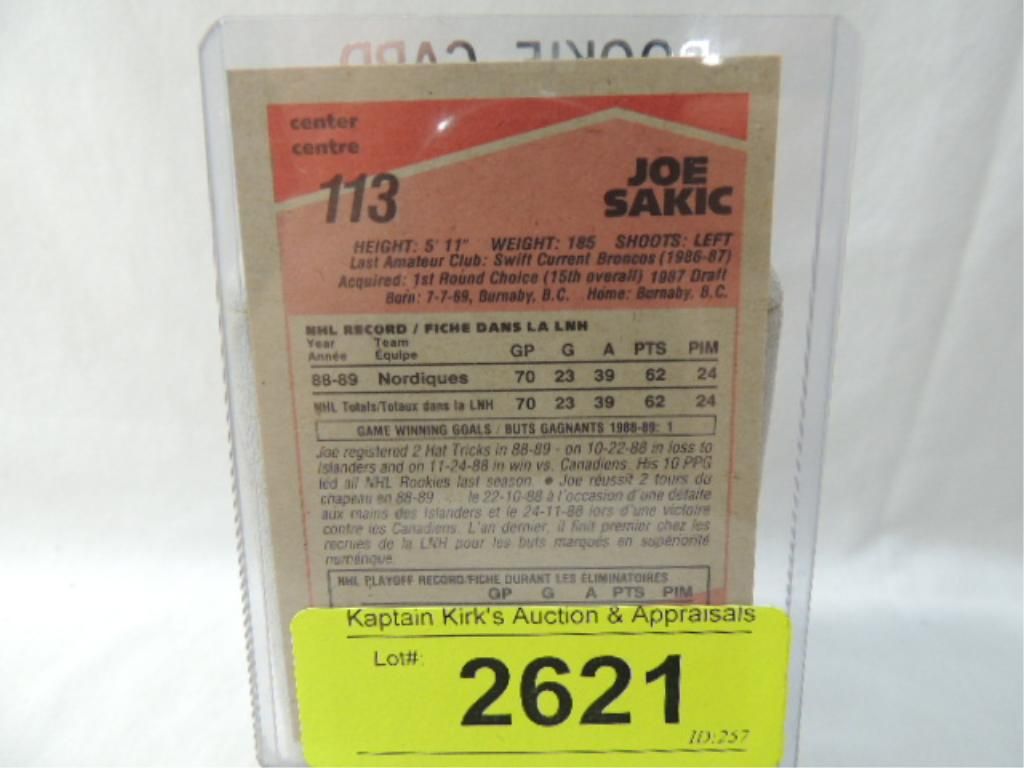 ROOKIE CARD
center
centre
113
JOE
SAKIC
HEIGHT: 5' 11" WEIGHT: 185 SHOOTS: LEFT
Last Amateur Club: Swift Current Broncos (1986-87)
Acquired: 1st Round Choice (15th overall) 1987 Draft
Born: 7-7-69, Burnaby, B.C. Home: Burnaby, B.C.
NHL RECORD / FICHE DANS LA LNH
Year Team
Année Équipe GP G A PTS PIM
88-89 Nordiques 70 23 39 62 24
NHL Totals/Totaux dans la LNH 70 23 39 62 24
GAME WINNING GOALS / BUTS GAGNANTS 1988-89: 1
Joe registered 2 Hat Tricks in 88-89 - on 10-22-88 in loss to
Islanders and on 11-24-88 in win vs. Canadiens. His 10 PPG
led all NHL Rookies last season. • Joe réussit 2 tours du
chapeau en 88-89 ... le 22-10-88 à l'occasion d'une défaite
aux mains des Islanders et le 24-11-88 lors d'une victoire
contre les Canadiens. L'an dernier, il finit premier chez les
recrues de la LNH pour les buts marqués en supériorité
numérique.
NHL PLAYOFF RECORD/FICHE DURANT LES ÉLIMINATOIRES
GP G A PTS PIM
Kaptain Kirk's Auction & Appraisals
Lot#:
2621
ID:257